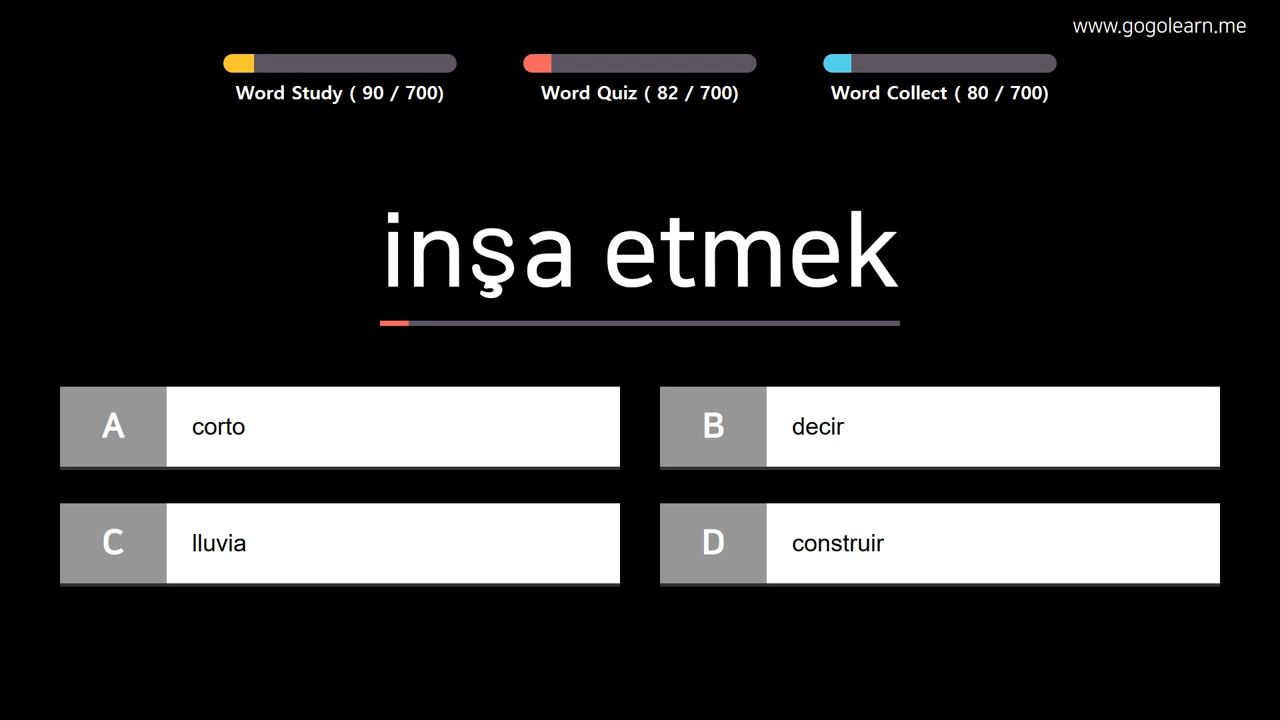 www.gogolearn.me
Word Study ( 90 / 700)
Word Quiz ( 82 / 700)
Word Collect ( 80 / 700)
inşa etmek
A
corto
B
decir
C
lluvia
D
construir